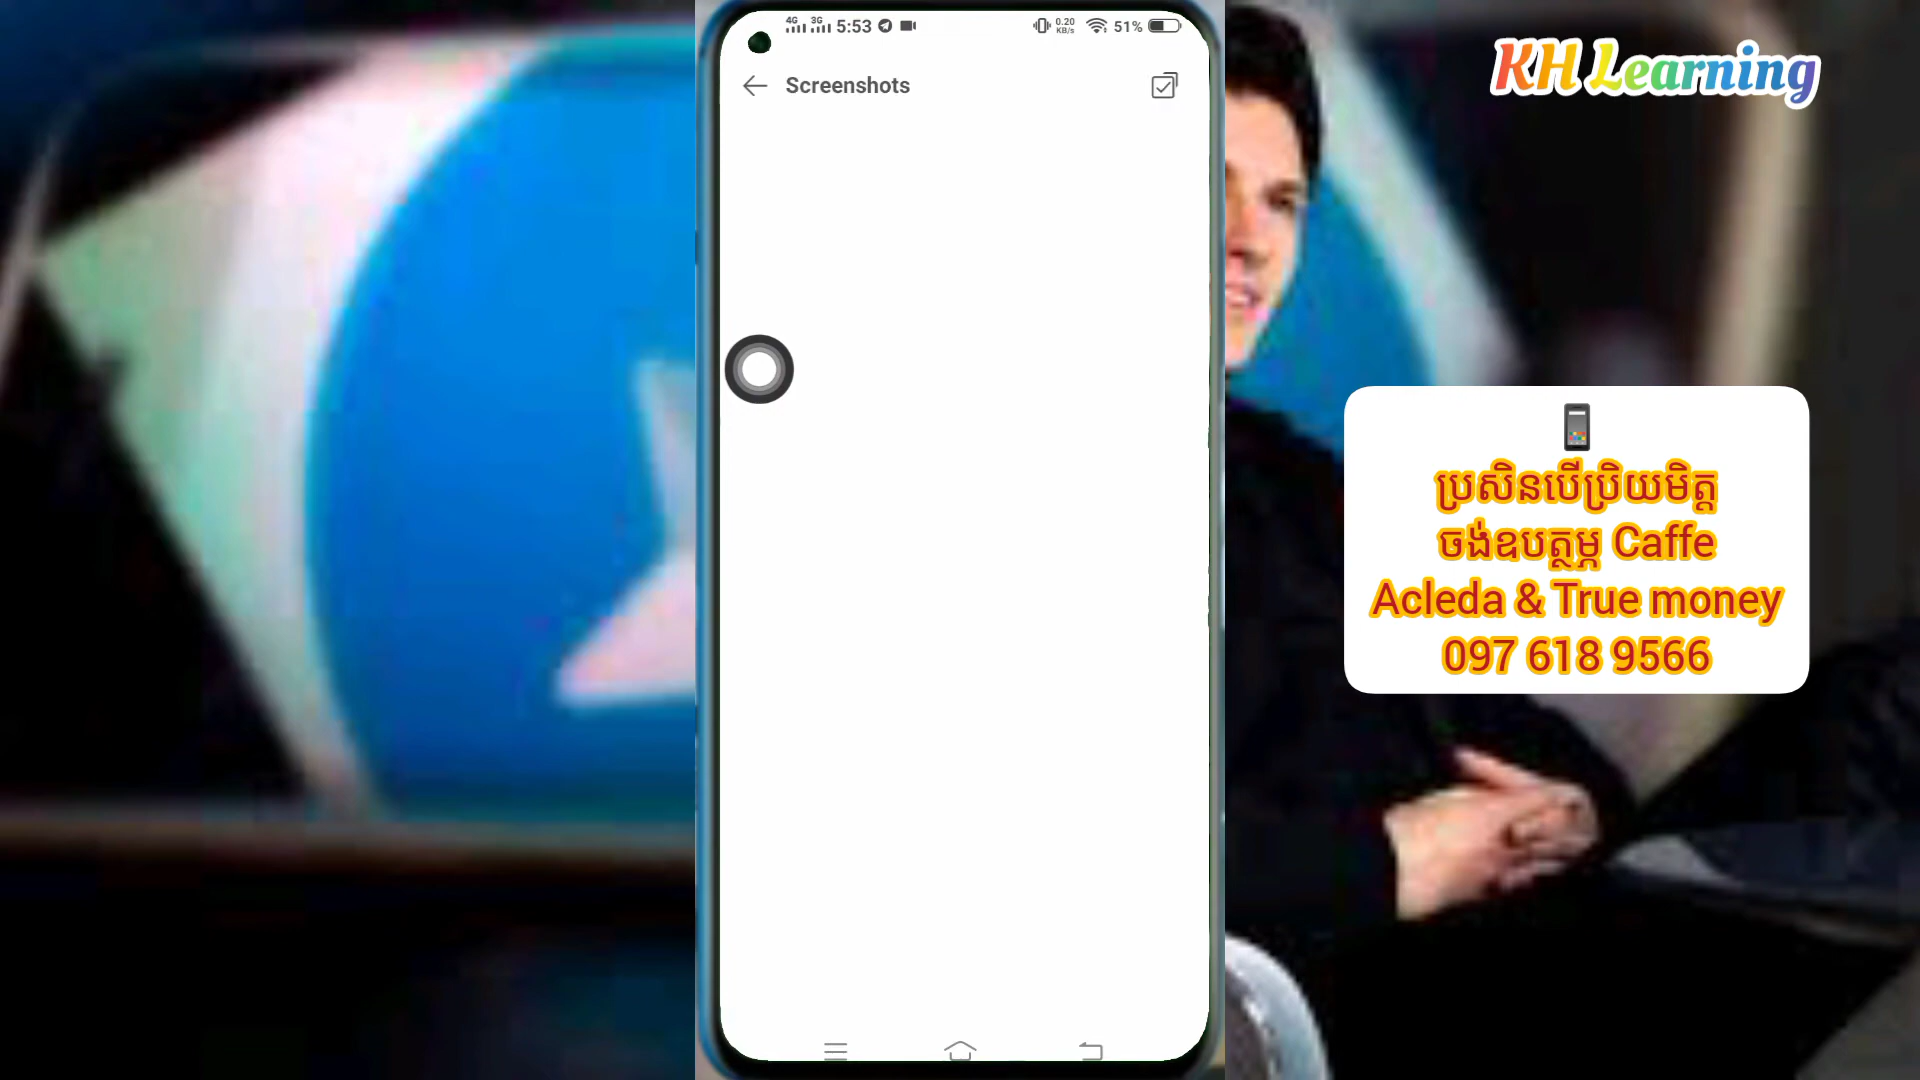 4G 3G 5:53 0.20 KB/s 51%
Screenshots
KH Learning
ប្រសិនបើប្រិយមិត្ត
ចង់ឧបត្ថម្ភ Caffe
Acleda & True money
097 618 9566